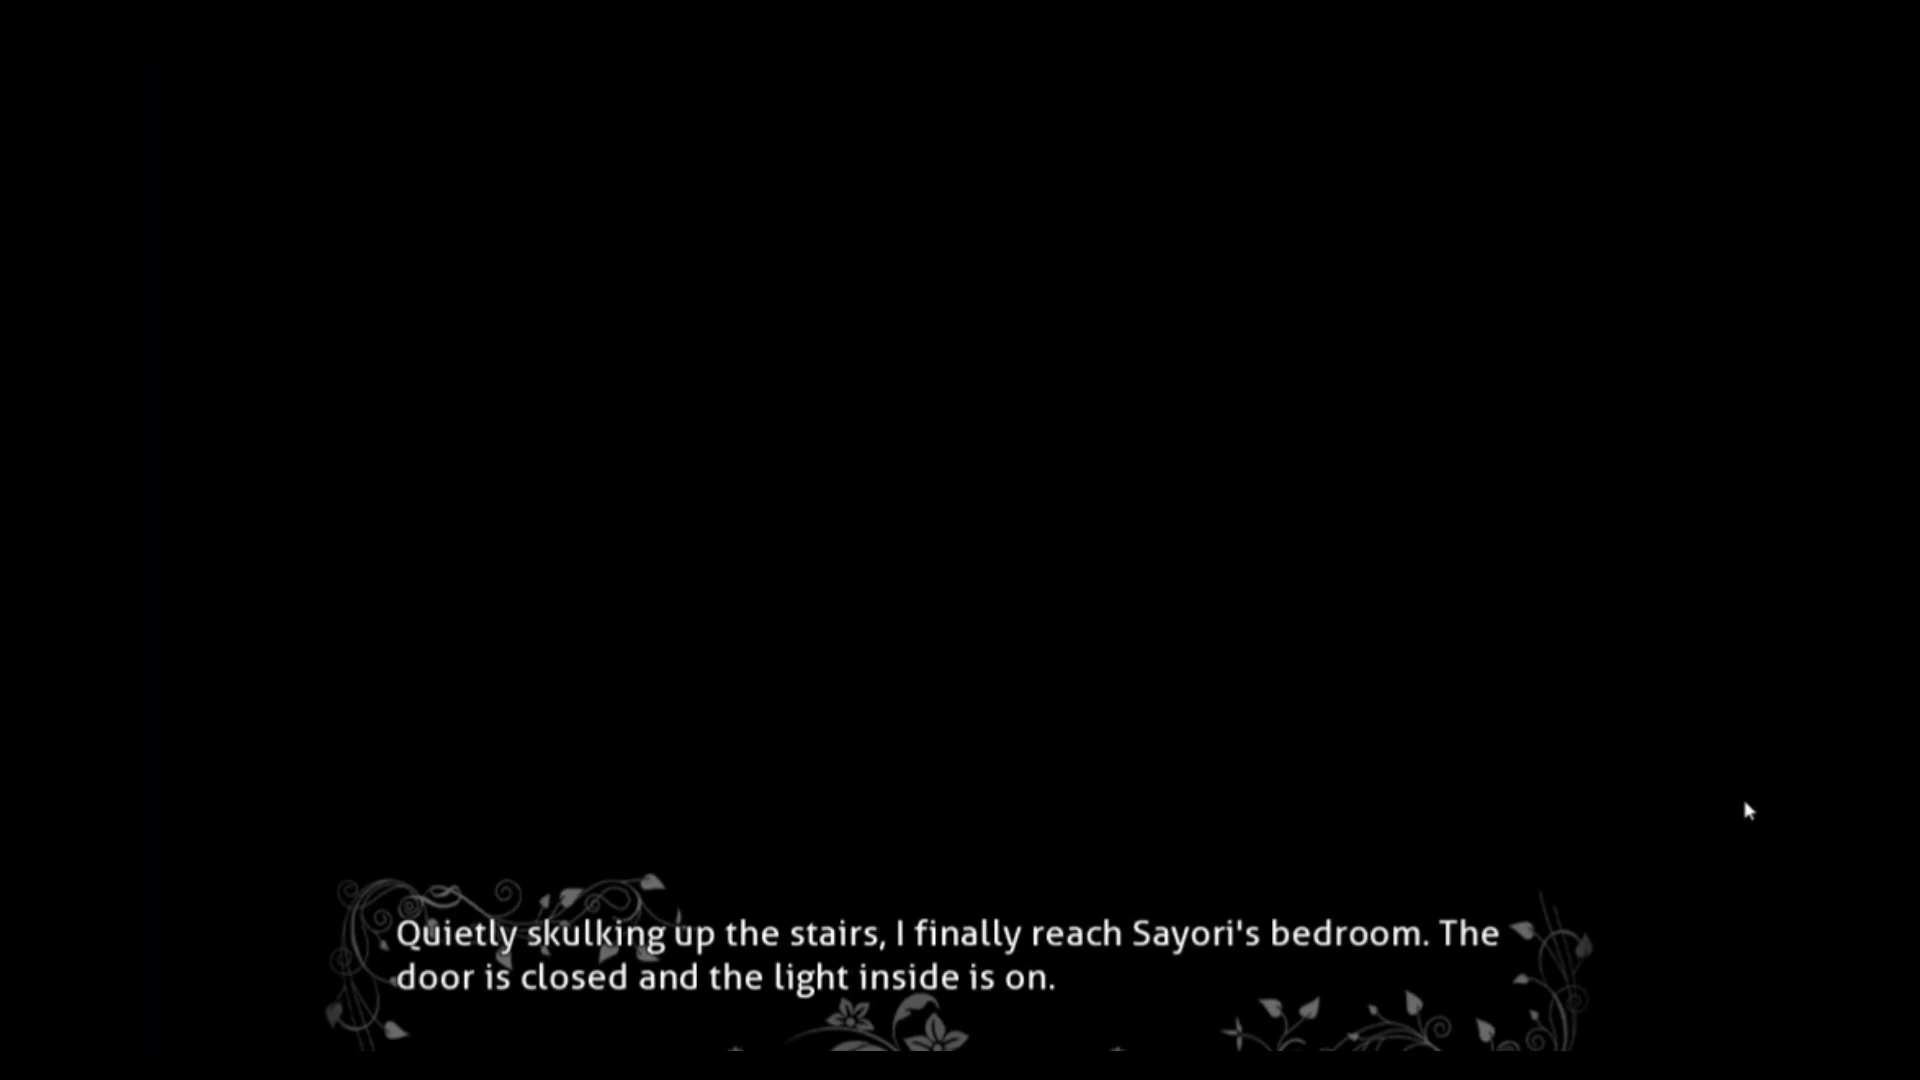 Quietly skulking up the stairs, I finally reach Sayori's bedroom. The
door is closed and the light inside is on.